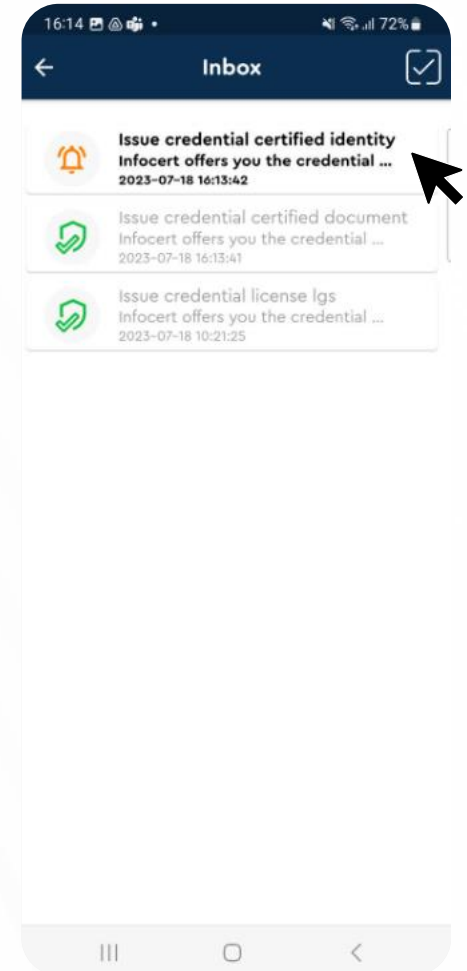 16:14 72%
Inbox
Issue credential certified identity
Infocert offers you the credential ...
2023-07-18 16:13:42
Issue credential certified document
Infocert offers you the credential ...
2023-07-18 16:13:41
Issue credential license lgs
Infocert offers you the credential ...
2023-07-18 10:21:25